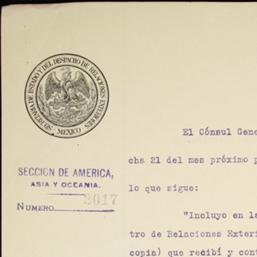 SECRETARIA DE ESTADO Y DEL DESPACHO DE RELACIONES EXTERIORES
MEXICO
SECCION DE AMERICA,
ASIA Y OCEANIA.
NUMERO 2017
El Cónsul Gene
cha 21 del mes próximo p
lo que sigue:
"Incluyo en la
tro de Relaciones Exteri
copia) que recibí y cont